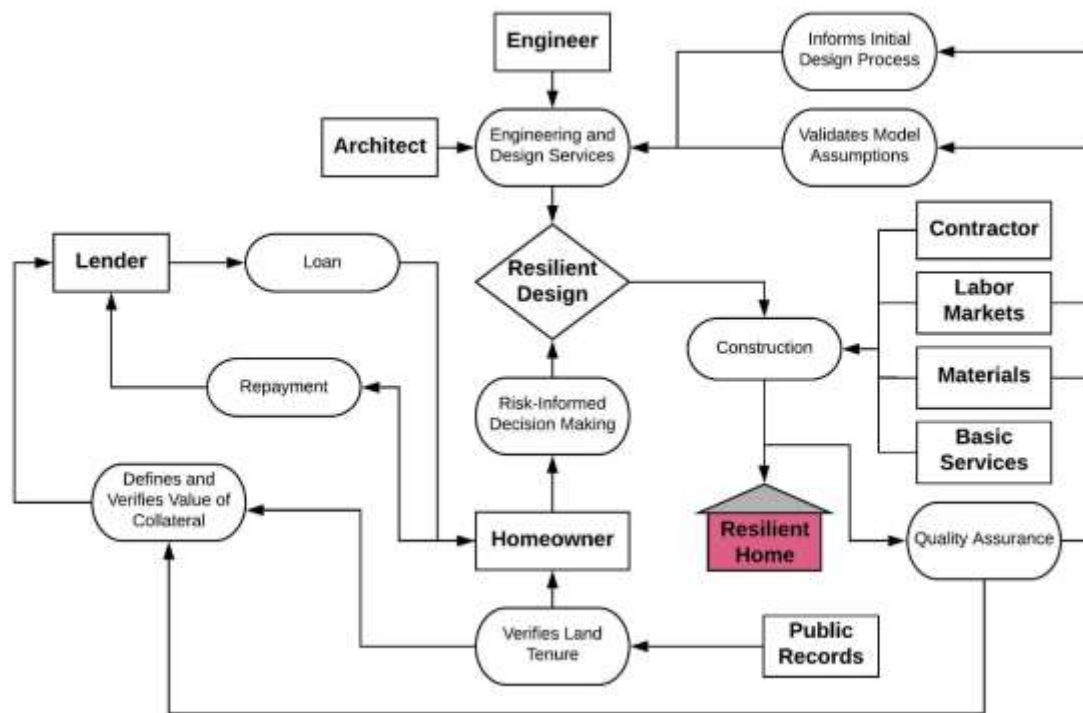 Engineer
Informs Initial
Design Process
Architect
Engineering and
Design Services
Validates Model
Assumptions
Lender
Loan
Resilient
Design
Contractor
Labor
Markets
Construction
Materials
Repayment
Risk-Informed
Decision Making
Basic
Services
Defines and
Verifies Value of
Collateral
Homeowner
Resilient
Home
Quality Assurance
Verifies Land
Tenure
Public
Records